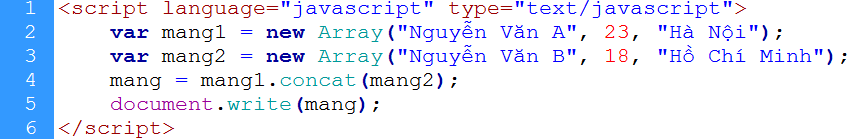 1 <script language="javascript" type="text/javascript">
2 var mang1 = new Array("Nguyễn Văn A", 23, "Hà Nội");
3 var mang2 = new Array("Nguyễn Văn B", 18, "Hồ Chí Minh");
4 mang = mang1.concat(mang2);
5 document.write(mang);
6 </script>